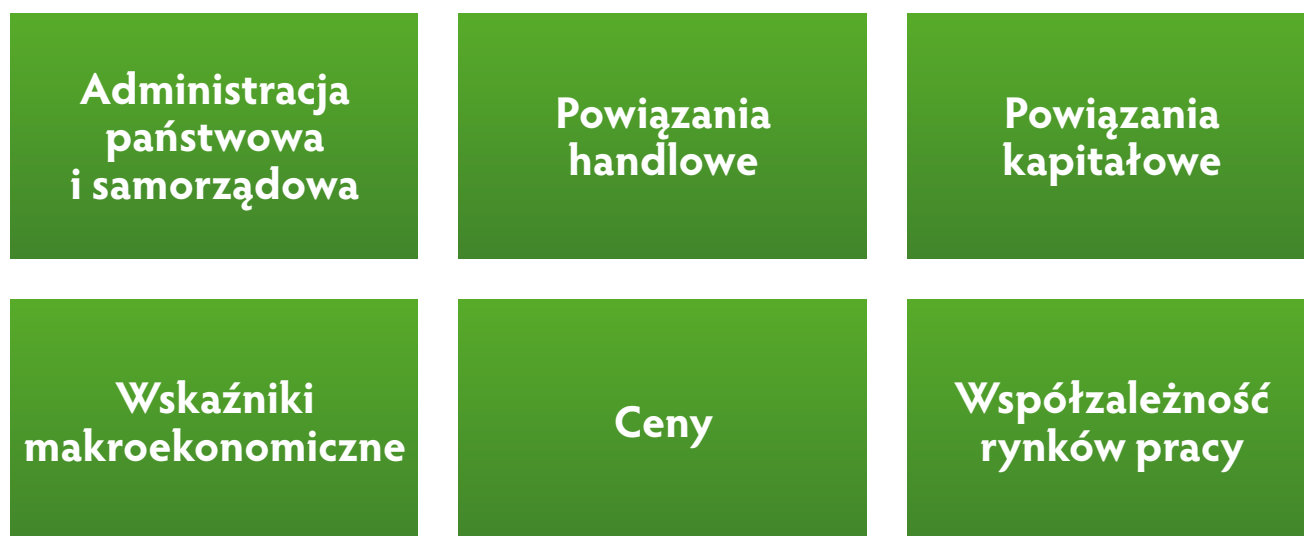 Administracja
państwowa
i samorządowa
Powiązania
handlowe
Powiązania
kapitałowe
Wskaźniki
makroekonomiczne
Ceny
Współzależność
rynków pracy